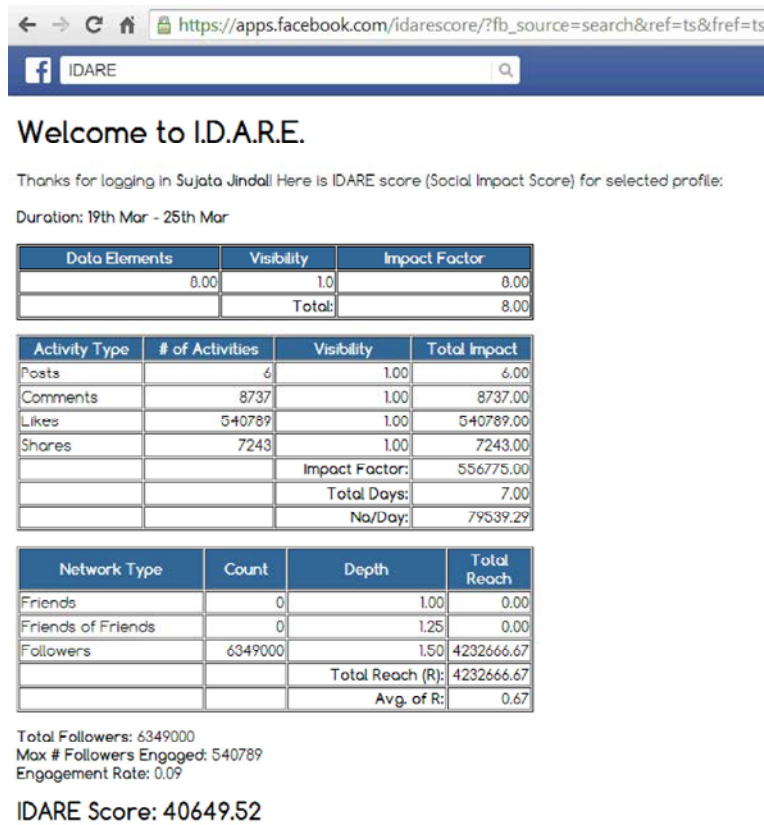 https://apps.facebook.com/idarescore/?fb_source=search&ref=ts&fref=ts
f IDARE
Welcome to I.D.A.R.E.
Thanks for logging in Sujata Jindal! Here is IDARE score (Social Impact Score) for selected profile:
Duration: 19th Mar - 25th Mar
Data Elements Visibility Impact Factor
8.00 1.0 8.00
Total: 8.00
Activity Type # of Activities Visibility Total Impact
Posts 6 1.00 6.00
Comments 8737 1.00 8737.00
Likes 540789 1.00 540789.00
Shares 7243 1.00 7243.00
Impact Factor: 556775.00
Total Days: 7.00
No/Day: 79539.29
Network Type Count Depth Total Reach
Friends 0 1.00 0.00
Friends of Friends 0 1.25 0.00
Followers 6349000 1.50 4232666.67
Total Reach (R): 4232666.67
Avg. of R: 0.67
Total Followers: 6349000
Max # Followers Engaged: 540789
Engagement Rate: 0.09
IDARE Score: 40649.52